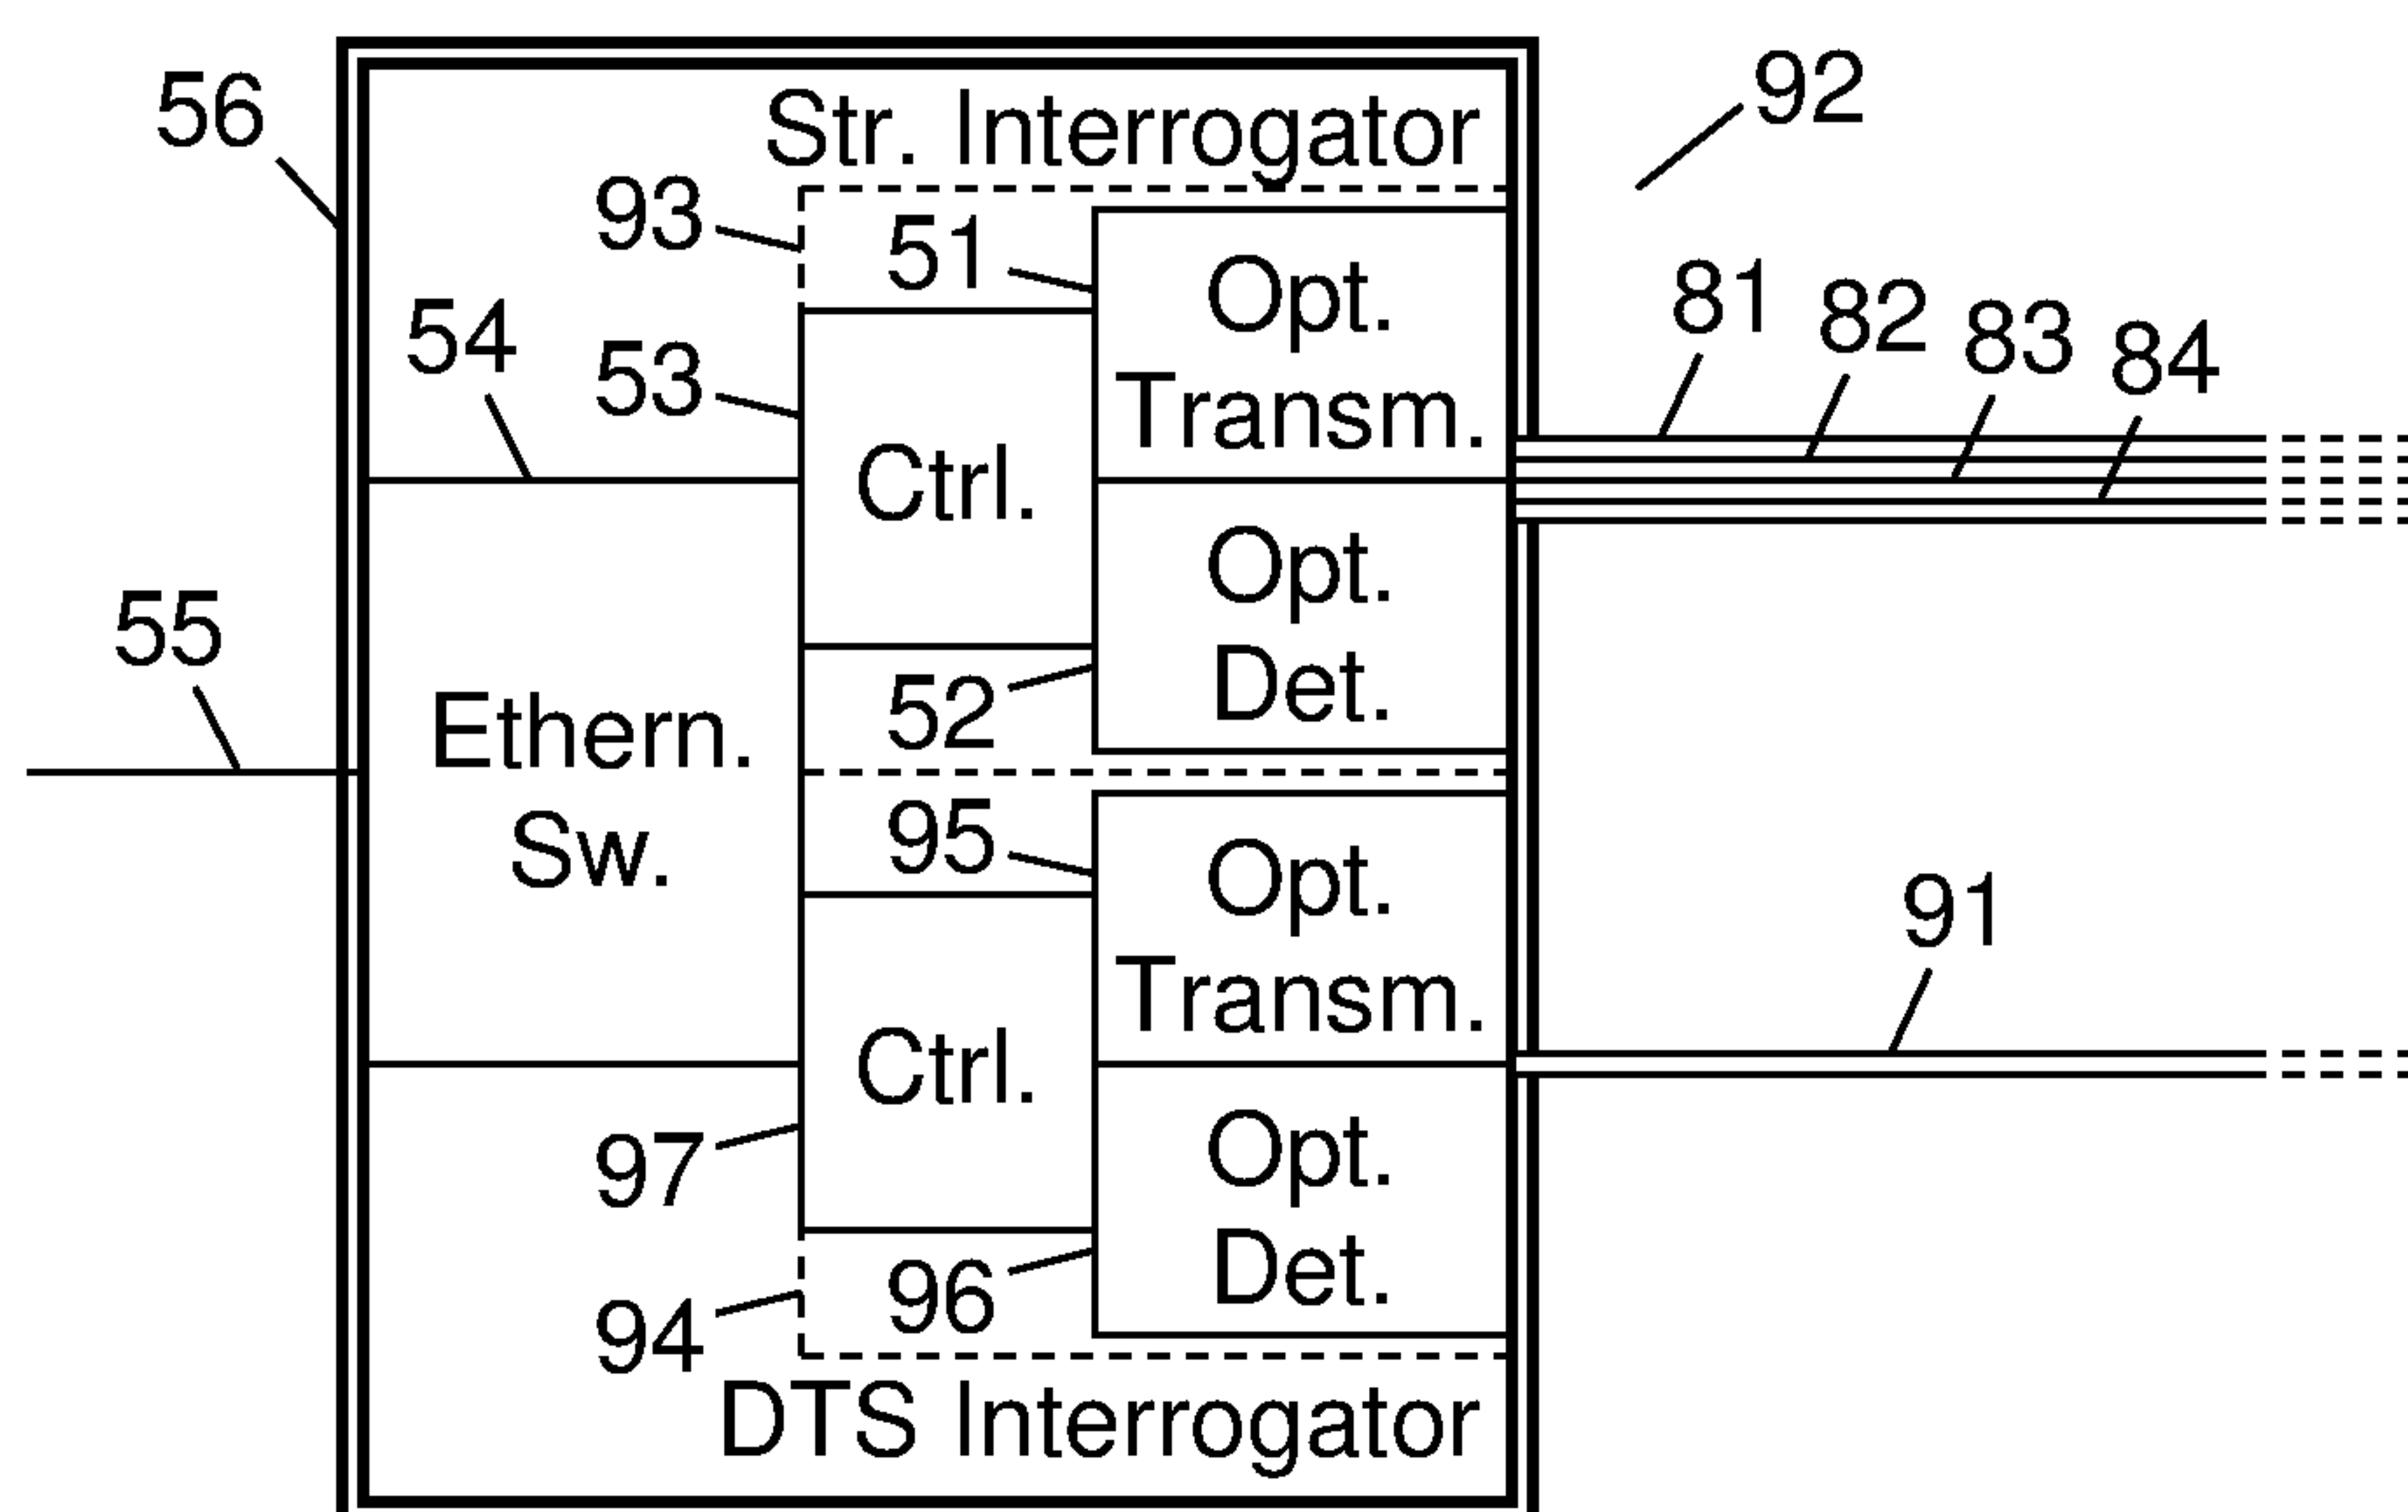 56
92
Str. Interrogator
93
51
Opt.
Transm.
81
82
83
84
54
53
Ctrl.
Opt.
Det.
52
55
Ethern.
Sw.
95
Opt.
Transm.
91
Ctrl.
97
Opt.
Det.
96
94
DTS Interrogator